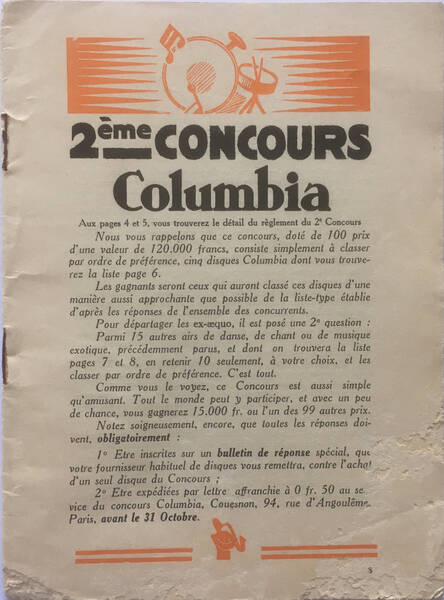 2ème CONCOURS
Columbia
Aux pages 4 et 5, vous trouverez le détail du règlement du 2e Concours
Nous vous rappelons que ce concours, doté de 100 prix
d'une valeur de 120.000 francs, consiste simplement à classer
par ordre de préférence, cinq disques Columbia dont vous trouve-
rez la liste page 6.
Les gagnants seront ceux qui auront classé ces disques d'une
manière aussi approchante que possible de la liste-type établie
d'après les réponses de l'ensemble des concurrents.
Pour départager les ex-æquo, il est posé une 2e question :
Parmi 15 autres airs de danse, de chant ou de musique
exotique, précédemment parus, et dont on trouvera la liste
pages 7 et 8, en retenir 10 seulement, à votre choix, et les
classer par ordre de préférence. C'est tout.
Comme vous le voyez, ce Concours est aussi simple
qu'amusant. Tout le monde peut y participer, et avec un peu
de chance, vous gagnerez 15.000 fr. ou l'un des 99 autres prix.
Notez soigneusement, encore, que toutes les réponses doi-
vent, obligatoirement :
1° Etre inscrites sur un bulletin de réponse spécial, que
votre fournisseur habituel de disques vous remettra, contre l'achat
d'un seul disque du Concours ;
2° Etre expédiées par lettre affranchie à 0 fr. 50 au se
vice du concours Columbia, Couesnon, 94, rue d'Angoulême
Paris, avant le 31 Octobre.